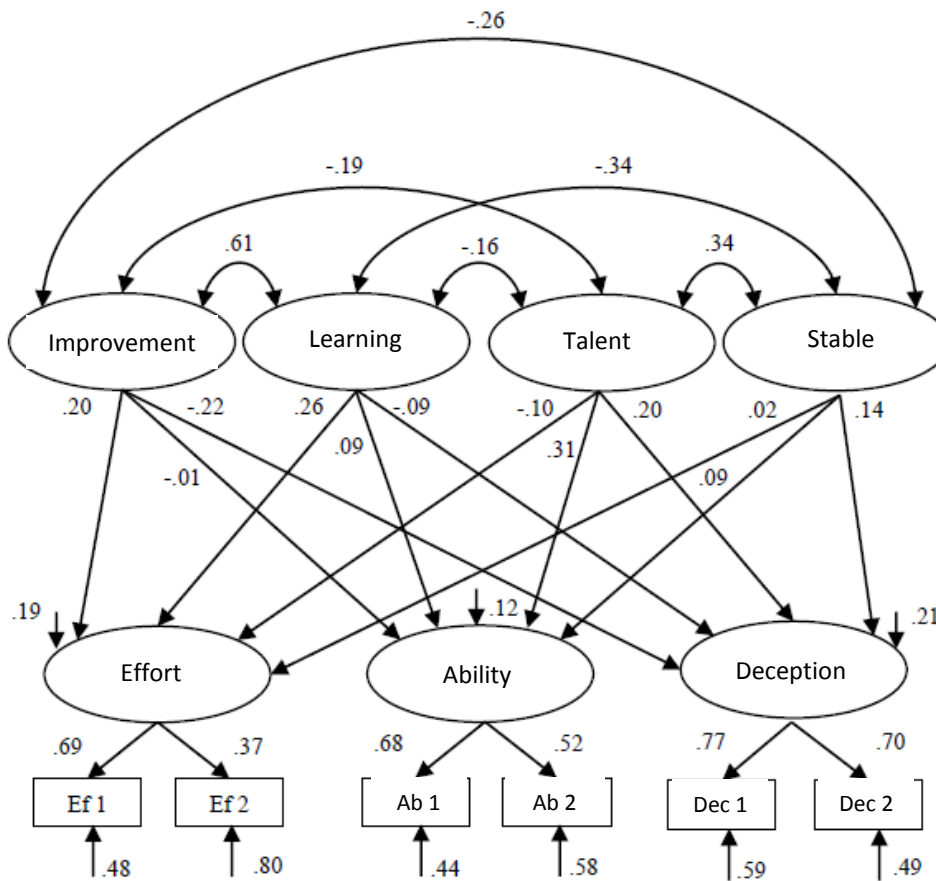 -.26
-.19 -.34
.61 -.16 .34
Improvement Learning Talent Stable
.20 -.22 .26 -.09 -.10 .20 .02 .14
-.01 .09 .31 .09
.19 .12 .21
Effort Ability Deception
.69 .37 .68 .52 .77 .70
Ef 1 Ef 2 Ab 1 Ab 2 Dec 1 Dec 2
.48 .80 .44 .58 .59 .49